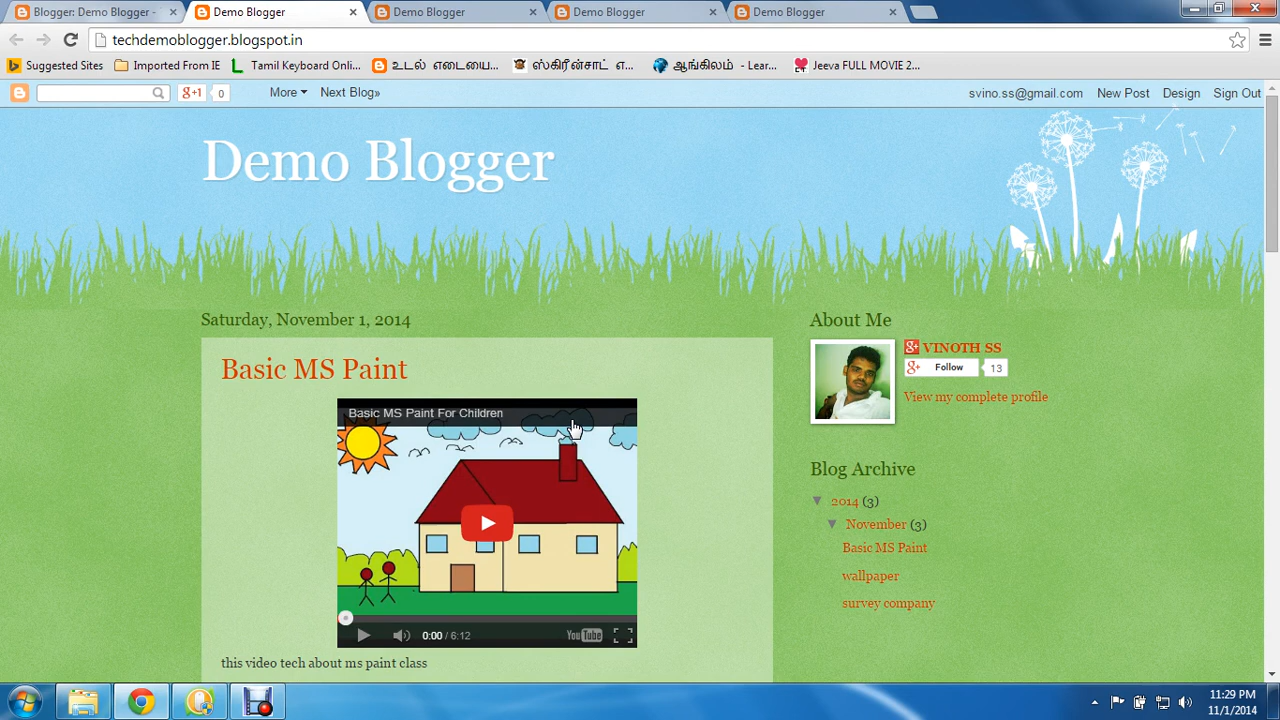 Blogger: Demo Blogger -
Demo Blogger
Demo Blogger
Demo Blogger
Demo Blogger
techdemoblogger.blogspot.in
Suggested Sites
Imported From IE
Tamil Keyboard Onli...
உடல் எடையை...
ஸ்கிரீன்சாட் எ...
ஆங்கிலம் - Lear...
Jeeva FULL MOVIE 2...
g+1 0
More
Next Blog»
svino.ss@gmail.com
New Post
Design
Sign Out
Demo Blogger
Saturday, November 1, 2014
Basic MS Paint
Basic MS Paint For Children
0:00 / 6:12
YouTube
this video tech about ms paint class
About Me
g+ VINOTH SS
g+ Follow 13
View my complete profile
Blog Archive
2014 (3)
November (3)
Basic MS Paint
wallpaper
survey company
11:29 PM
11/1/2014